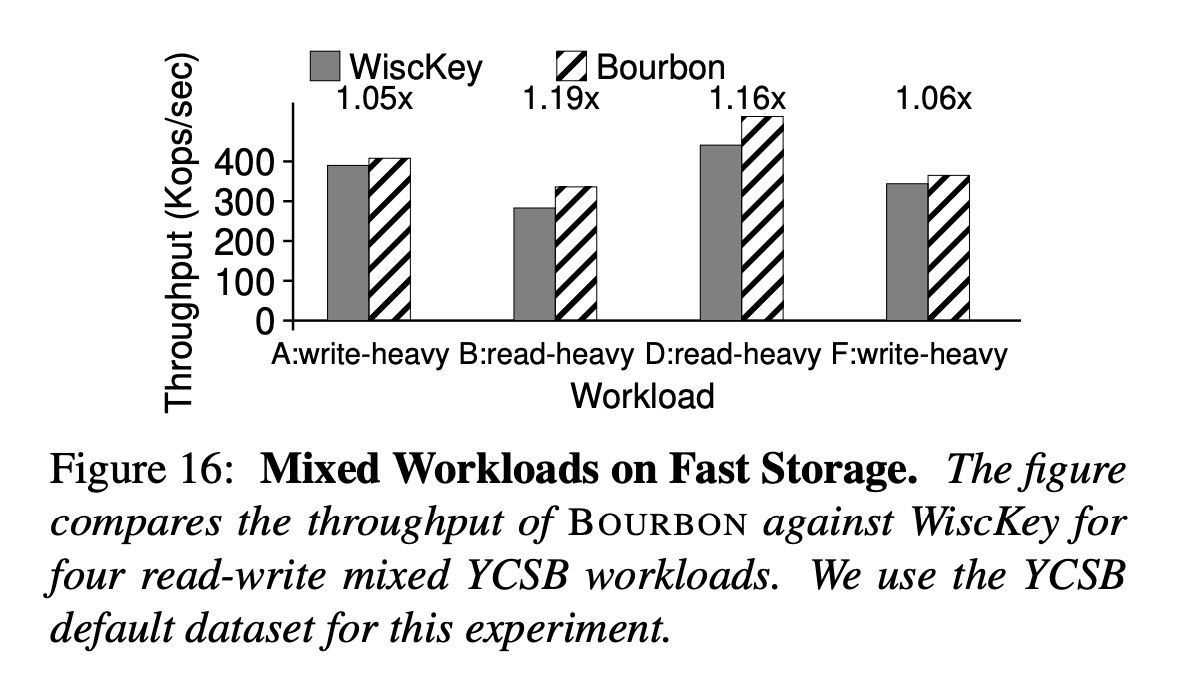 WiscKey Bourbon
1.05x 1.19x 1.16x 1.06x
Throughput (Kops/sec)
400
300
200
100
0
A:write-heavy B:read-heavy D:read-heavy F:write-heavy
Workload
Figure 16: Mixed Workloads on Fast Storage. The figure
compares the throughput of BOURBON against WiscKey for
four read-write mixed YCSB workloads. We use the YCSB
default dataset for this experiment.